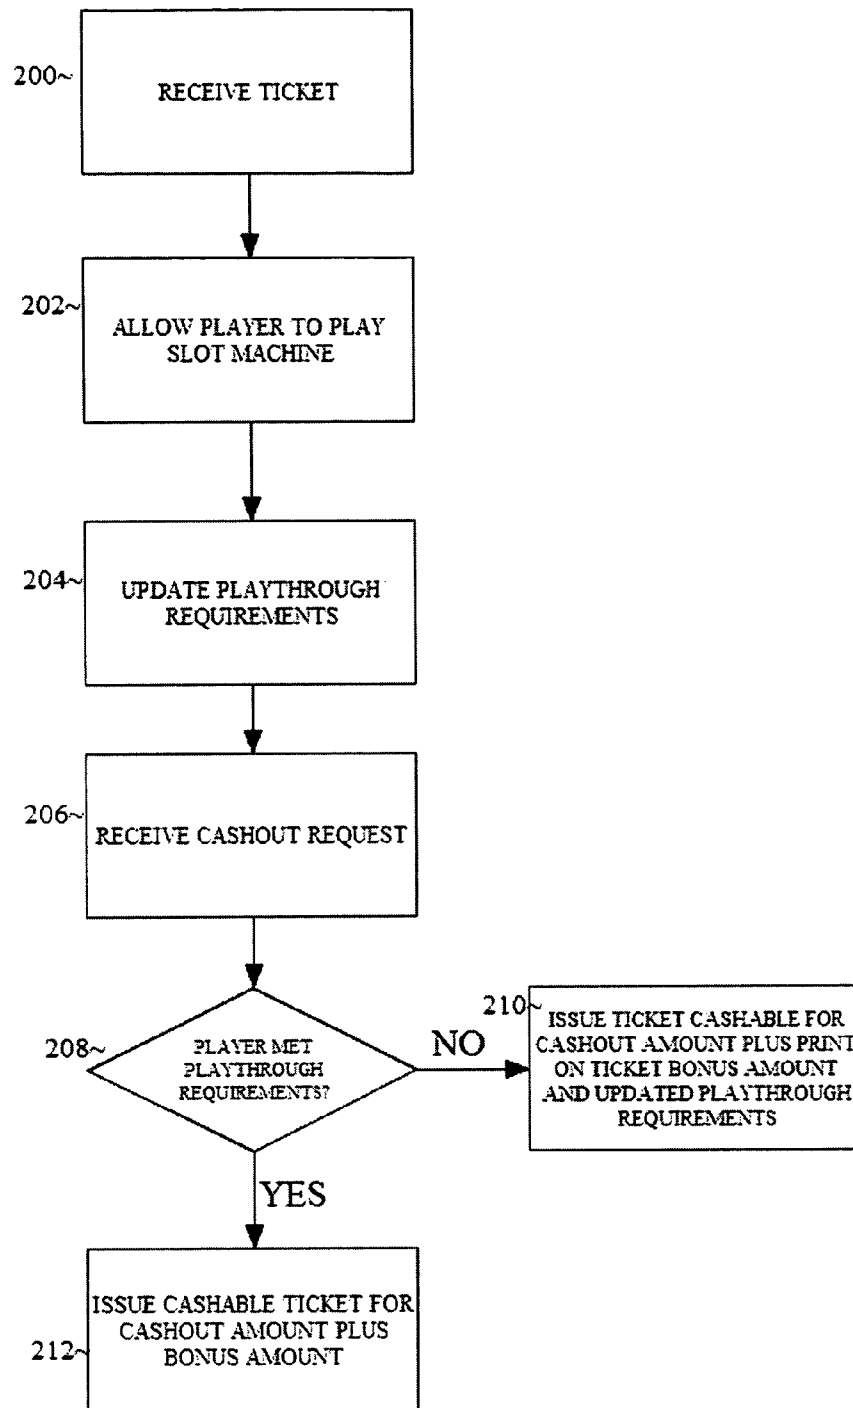 200~
RECEIVE TICKET
202~
ALLOW PLAYER TO PLAY
SLOT MACHINE
204~
UPDATE PLAYTHROUGH
REQUIREMENTS
206~
RECEIVE CASHOUT REQUEST
208~
PLAYER MET
PLAYTHROUGH
REQUIREMENTS?
NO
210~
ISSUE TICKET CASHABLE FOR
CASHOUT AMOUNT PLUS PRINT
ON TICKET BONUS AMOUNT
AND UPDATED PLAYTHROUGH
REQUIREMENTS
YES
212~
ISSUE CASHABLE TICKET FOR
CASHOUT AMOUNT PLUS
BONUS AMOUNT